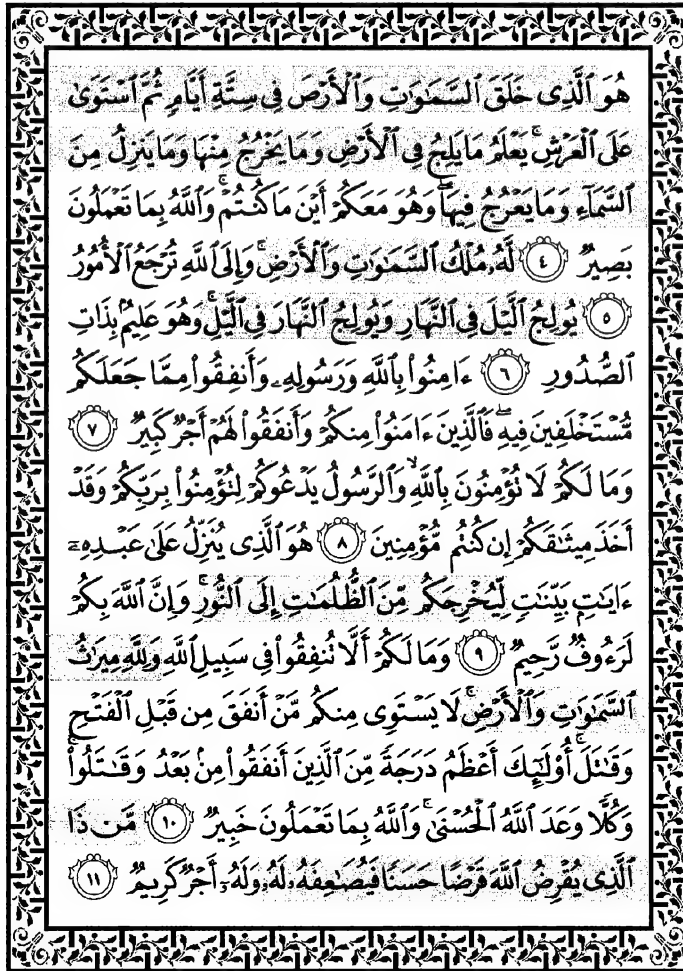 هُوَ ٱلَّذِى خَلَقَ ٱلسَّمَٰوَٰتِ وَٱلْأَرْضَ فِى سِتَّةِ أَيَّامٍ ثُمَّ ٱسْتَوَىٰ
عَلَى ٱلْعَرْشِ ۚ يَعْلَمُ مَا يَلِجُ فِى ٱلْأَرْضِ وَمَا يَخْرُجُ مِنْهَا وَمَا يَنزِلُ مِنَ
ٱلسَّمَآءِ وَمَا يَعْرُجُ فِيهَا ۖ وَهُوَ مَعَكُمْ أَيْنَ مَا كُنتُمْ ۚ وَٱللَّهُ بِمَا تَعْمَلُونَ
بَصِيرٌ ٤ لَّهُۥ مُلْكُ ٱلسَّمَٰوَٰتِ وَٱلْأَرْضِ ۚ وَإِلَى ٱللَّهِ تُرْجَعُ ٱلْأُمُورُ
٥ يُولِجُ ٱلَّيْلَ فِى ٱلنَّهَارِ وَيُولِجُ ٱلنَّهَارَ فِى ٱلَّيْلِ ۚ وَهُوَ عَلِيمٌۢ بِذَاتِ
ٱلصُّدُورِ ٦ ءَامِنُوا۟ بِٱللَّهِ وَرَسُولِهِۦ وَأَنفِقُوا۟ مِمَّا جَعَلَكُم
مُّسْتَخْلَفِينَ فِيهِ ۖ فَٱلَّذِينَ ءَامَنُوا۟ مِنكُمْ وَأَنفَقُوا۟ لَهُمْ أَجْرٌ كَبِيرٌ ٧
وَمَا لَكُمْ لَا تُؤْمِنُونَ بِٱللَّهِ ۙ وَٱلرَّسُولُ يَدْعُوكُمْ لِتُؤْمِنُوا۟ بِرَبِّكُمْ وَقَدْ
أَخَذَ مِيثَٰقَكُمْ إِن كُنتُم مُّؤْمِنِينَ ٨ هُوَ ٱلَّذِى يُنَزِّلُ عَلَىٰ عَبْدِهِۦٓ
ءَايَٰتٍۭ بَيِّنَٰتٍ لِّيُخْرِجَكُم مِّنَ ٱلظُّلُمَٰتِ إِلَى ٱلنُّورِ ۚ وَإِنَّ ٱللَّهَ بِكُمْ
لَرَءُوفٌ رَّحِيمٌ ٩ وَمَا لَكُمْ أَلَّا تُنفِقُوا۟ فِى سَبِيلِ ٱللَّهِ وَلِلَّهِ مِيرَٰثُ
ٱلسَّمَٰوَٰتِ وَٱلْأَرْضِ ۚ لَا يَسْتَوِى مِنكُم مَّنْ أَنفَقَ مِن قَبْلِ ٱلْفَتْحِ
وَقَٰتَلَ ۚ أُو۟لَٰٓئِكَ أَعْظَمُ دَرَجَةً مِّنَ ٱلَّذِينَ أَنفَقُوا۟ مِنۢ بَعْدُ وَقَٰتَلُوا۟ ۚ
وَكُلًّا وَعَدَ ٱللَّهُ ٱلْحُسْنَىٰ ۚ وَٱللَّهُ بِمَا تَعْمَلُونَ خَبِيرٌ ١٠ مَّن ذَا
ٱلَّذِى يُقْرِضُ ٱللَّهَ قَرْضًا حَسَنًا فَيُضَٰعِفَهُۥ لَهُۥ وَلَهُۥٓ أَجْرٌ كَرِيمٌ ١١